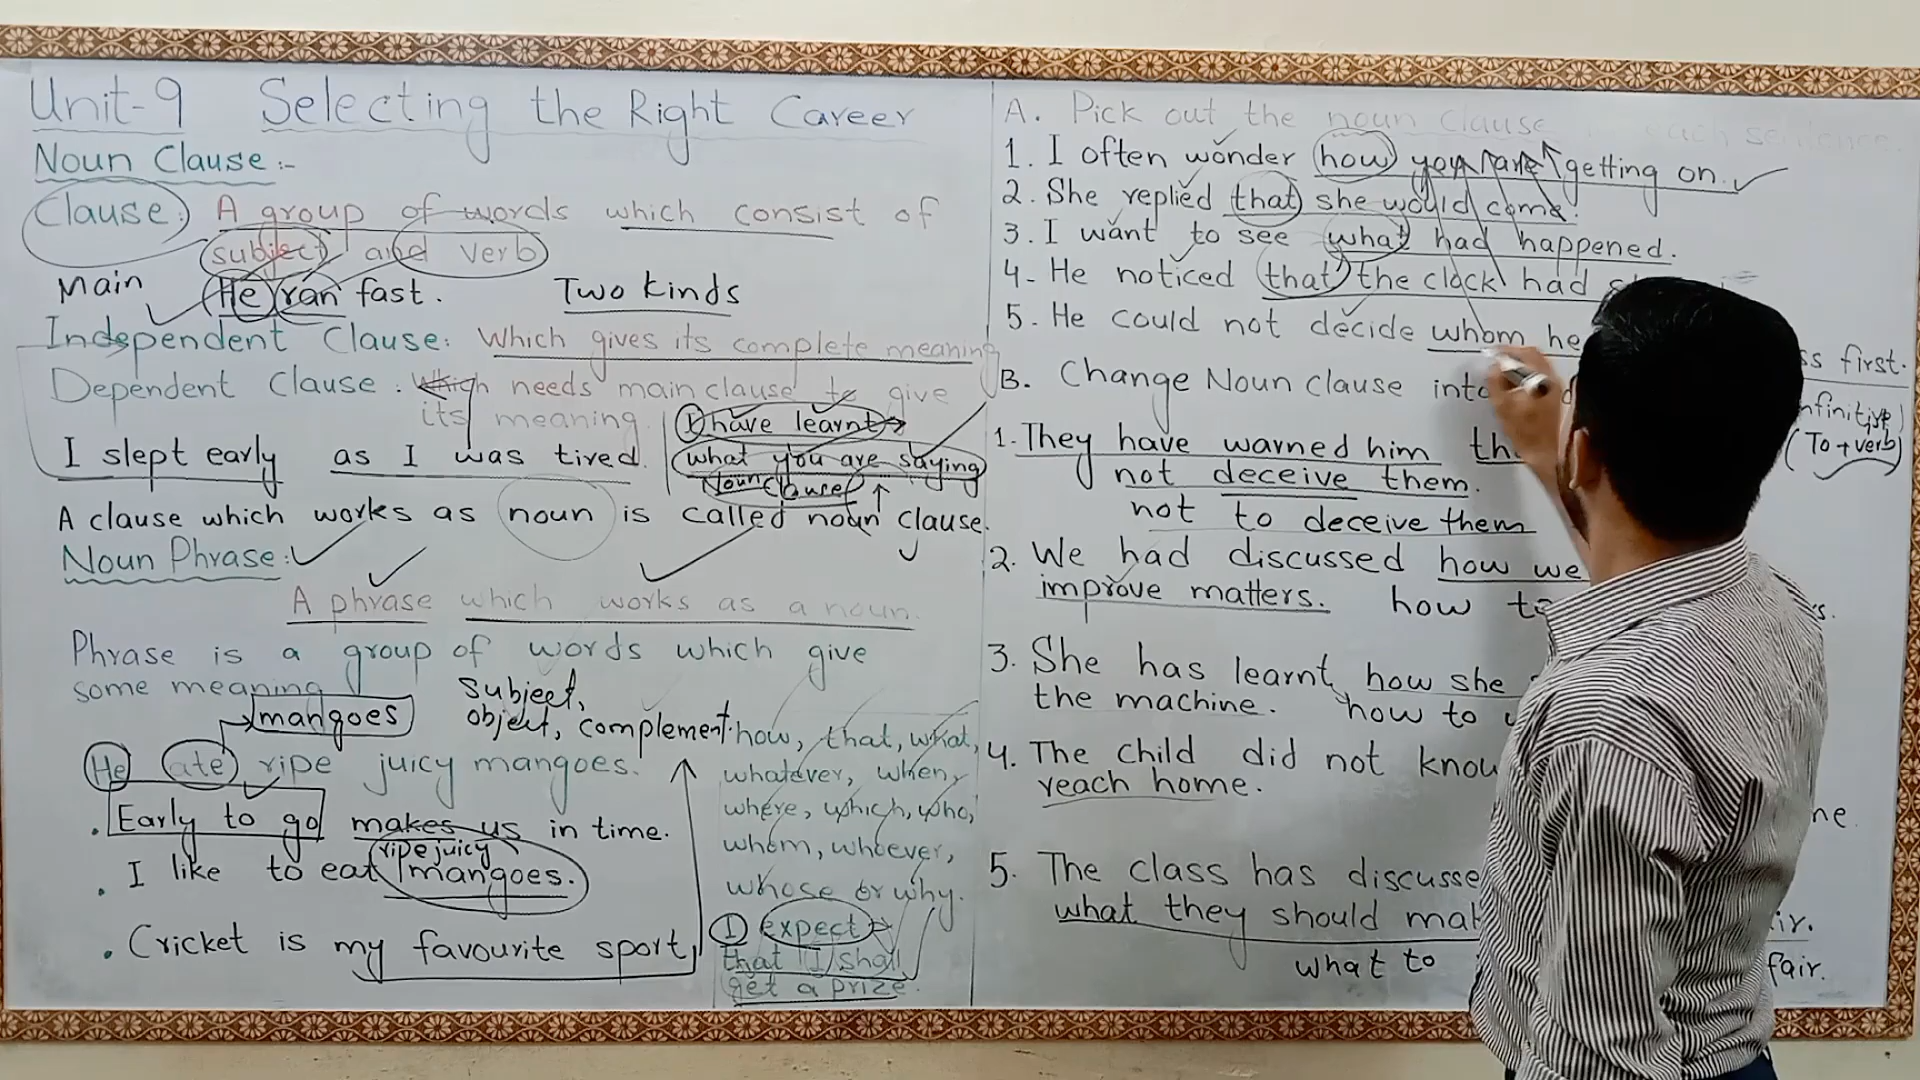 Unit-9 Selecting the Right Career
Noun Clause:-
Clause: A group of words which consist of
subject and verb
Main He ran fast. Two Kinds
Independent Clause: Which gives its complete meaning
Dependent Clause: Which needs main clause to give
its meaning
I have learnt
I slept early as I was tired.
what you are saying
Noun Clause
A clause which works as noun is called noun clause.
Noun Phrase:
A phrase which works as a noun.
Phrase is a group of words which give
some meaning
mangoes
subject,
object, complement.
He ate ripe juicy mangoes.
. Early to go makes us in time.
ripe juicy
. I like to eat mangoes.
. Cricket is my favourite sport
how, that, what,
whatever, when,
where, which, who,
whom, whoever,
whose or why.
I expect
that I shall
get a prize.
A. Pick out the noun clause in each sentence.
1. I often wonder how you are getting on.
2. She replied that she would come.
3. I want to see what had happened.
4- He noticed that the clock had
5. He could not decide whom he first.
B. Change Noun Clause into
(To + verb)
1. They have warned him
not deceive them.
not to deceive them
2. We had discussed how we
improve matters. how to
3. She has learnt how she
the machine. how to
4. The child did not know
reach home.
5. The class has
what they should
what to fair.